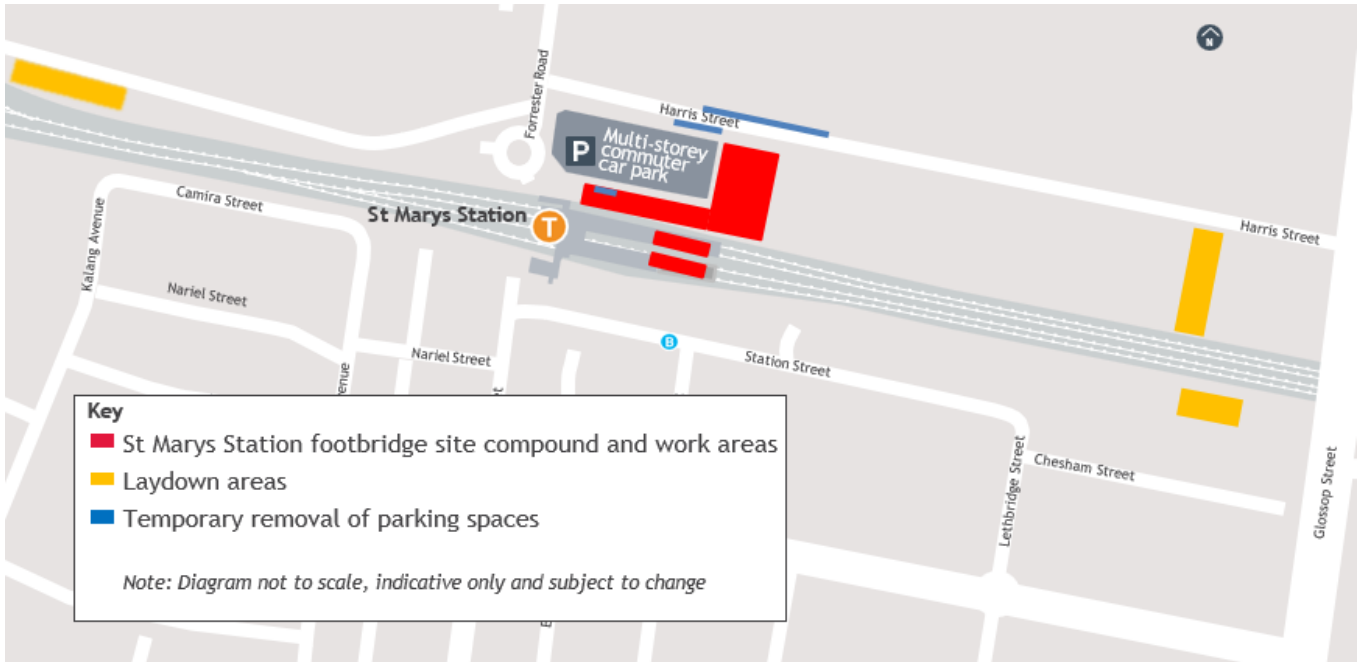 N
Forrester Road
Harris Street
P
Multi-storey
commuter
car park
Camira Street
St Marys Station
T
Harris Street
Kalang Avenue
Nariel Street
Nariel Street
B
Station Street
enue
et
Key
St Marys Station footbridge site compound and work areas
Laydown areas
Temporary removal of parking spaces
Note: Diagram not to scale, indicative only and subject to change
Lethbridge Street
Chesham Street
Glossop Street